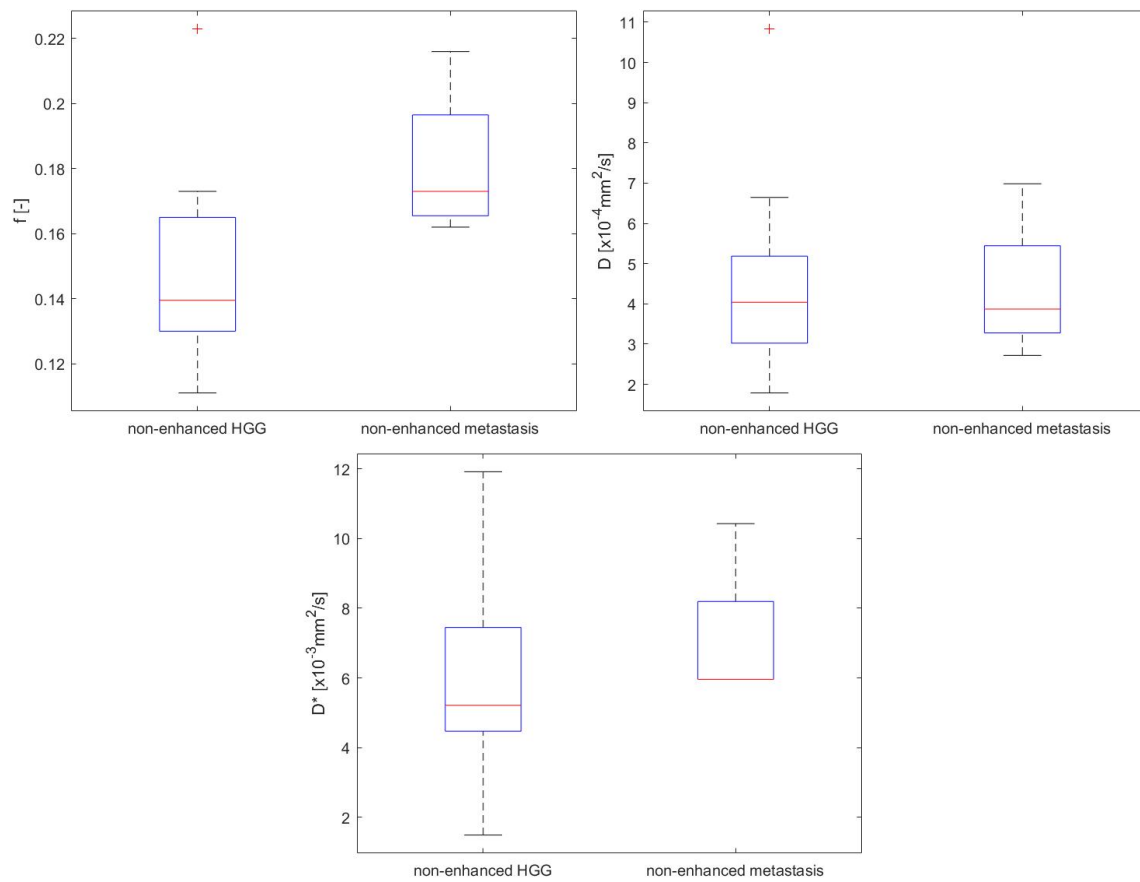 0.22
0.2
0.18
0.16
0.14
0.12
f [-]
non-enhanced HGG
non-enhanced metastasis
11
10
9
8
7
6
5
4
3
2
D [x10⁻⁴mm²/s]
non-enhanced HGG
non-enhanced metastasis
12
10
8
6
4
2
D* [x10⁻³mm²/s]
non-enhanced HGG
non-enhanced metastasis